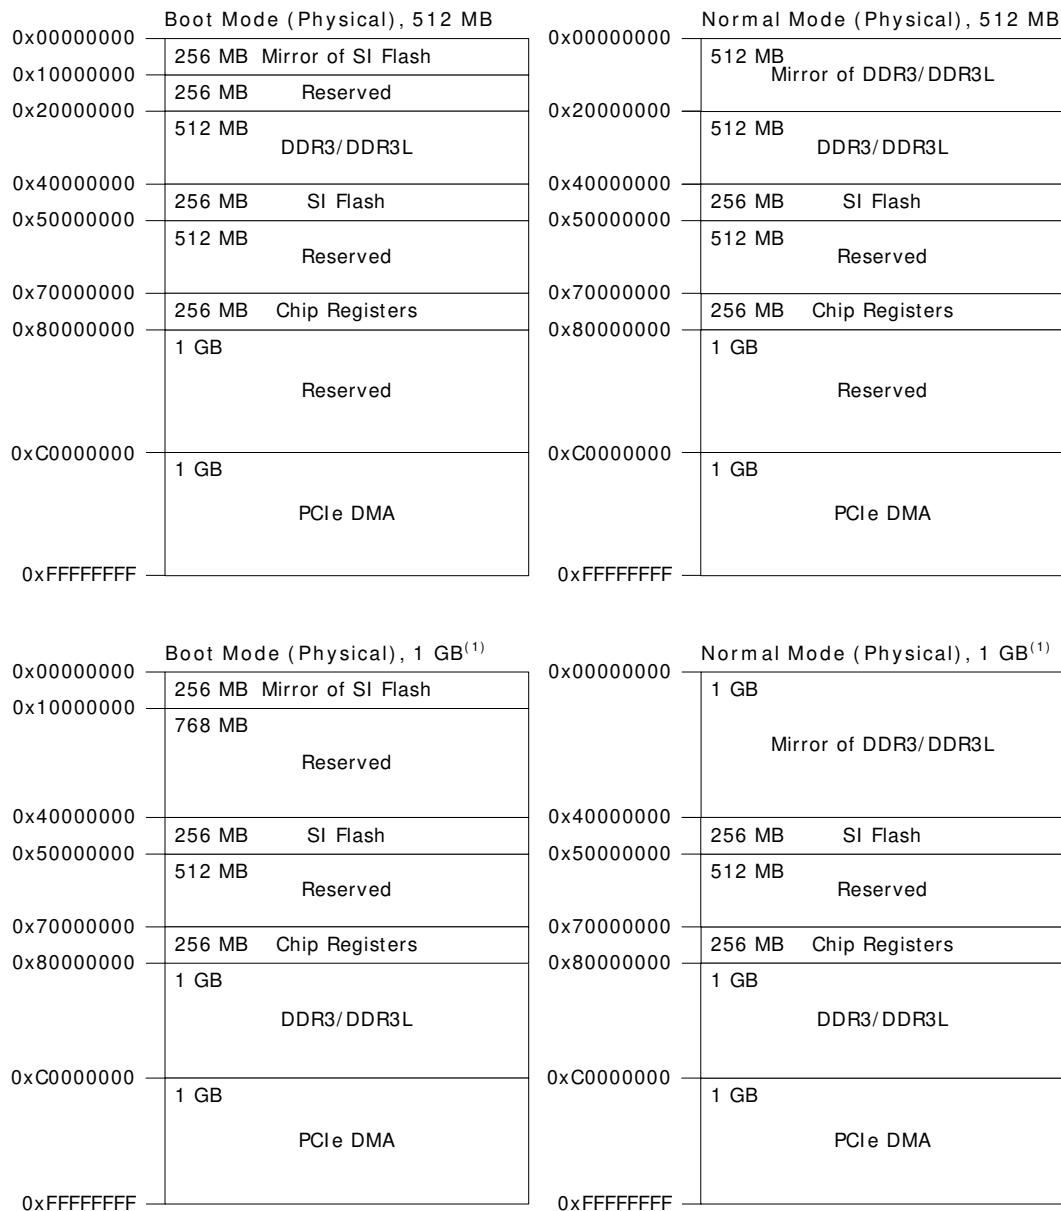 Boot Mode (Physical), 512 MB
0x00000000
256 MB Mirror of SI Flash
0x10000000
256 MB Reserved
0x20000000
512 MB
DDR3/DDR3L
0x40000000
256 MB SI Flash
0x50000000
512 MB
Reserved
0x70000000
256 MB Chip Registers
0x80000000
1 GB
Reserved
0xC0000000
1 GB
PCIe DMA
0xFFFFFFFF
Normal Mode (Physical), 512 MB
0x00000000
512 MB
Mirror of DDR3/DDR3L
0x20000000
512 MB
DDR3/DDR3L
0x40000000
256 MB SI Flash
0x50000000
512 MB
Reserved
0x70000000
256 MB Chip Registers
0x80000000
1 GB
Reserved
0xC0000000
1 GB
PCIe DMA
0xFFFFFFFF
Boot Mode (Physical), 1 GB(1)
0x00000000
256 MB Mirror of SI Flash
0x10000000
768 MB
Reserved
0x40000000
256 MB SI Flash
0x50000000
512 MB
Reserved
0x70000000
256 MB Chip Registers
0x80000000
1 GB
DDR3/DDR3L
0xC0000000
1 GB
PCIe DMA
0xFFFFFFFF
Normal Mode (Physical), 1 GB(1)
0x00000000
1 GB
Mirror of DDR3/DDR3L
0x40000000
256 MB SI Flash
0x50000000
512 MB
Reserved
0x70000000
256 MB Chip Registers
0x80000000
1 GB
DDR3/DDR3L
0xC0000000
1 GB
PCIe DMA
0xFFFFFFFF